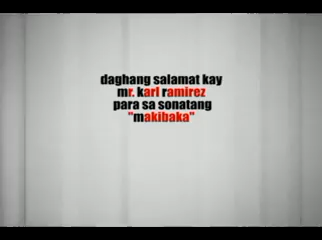 daghang salamat kay
mr. karl ramirez
para sa sonatang
"makibaka"